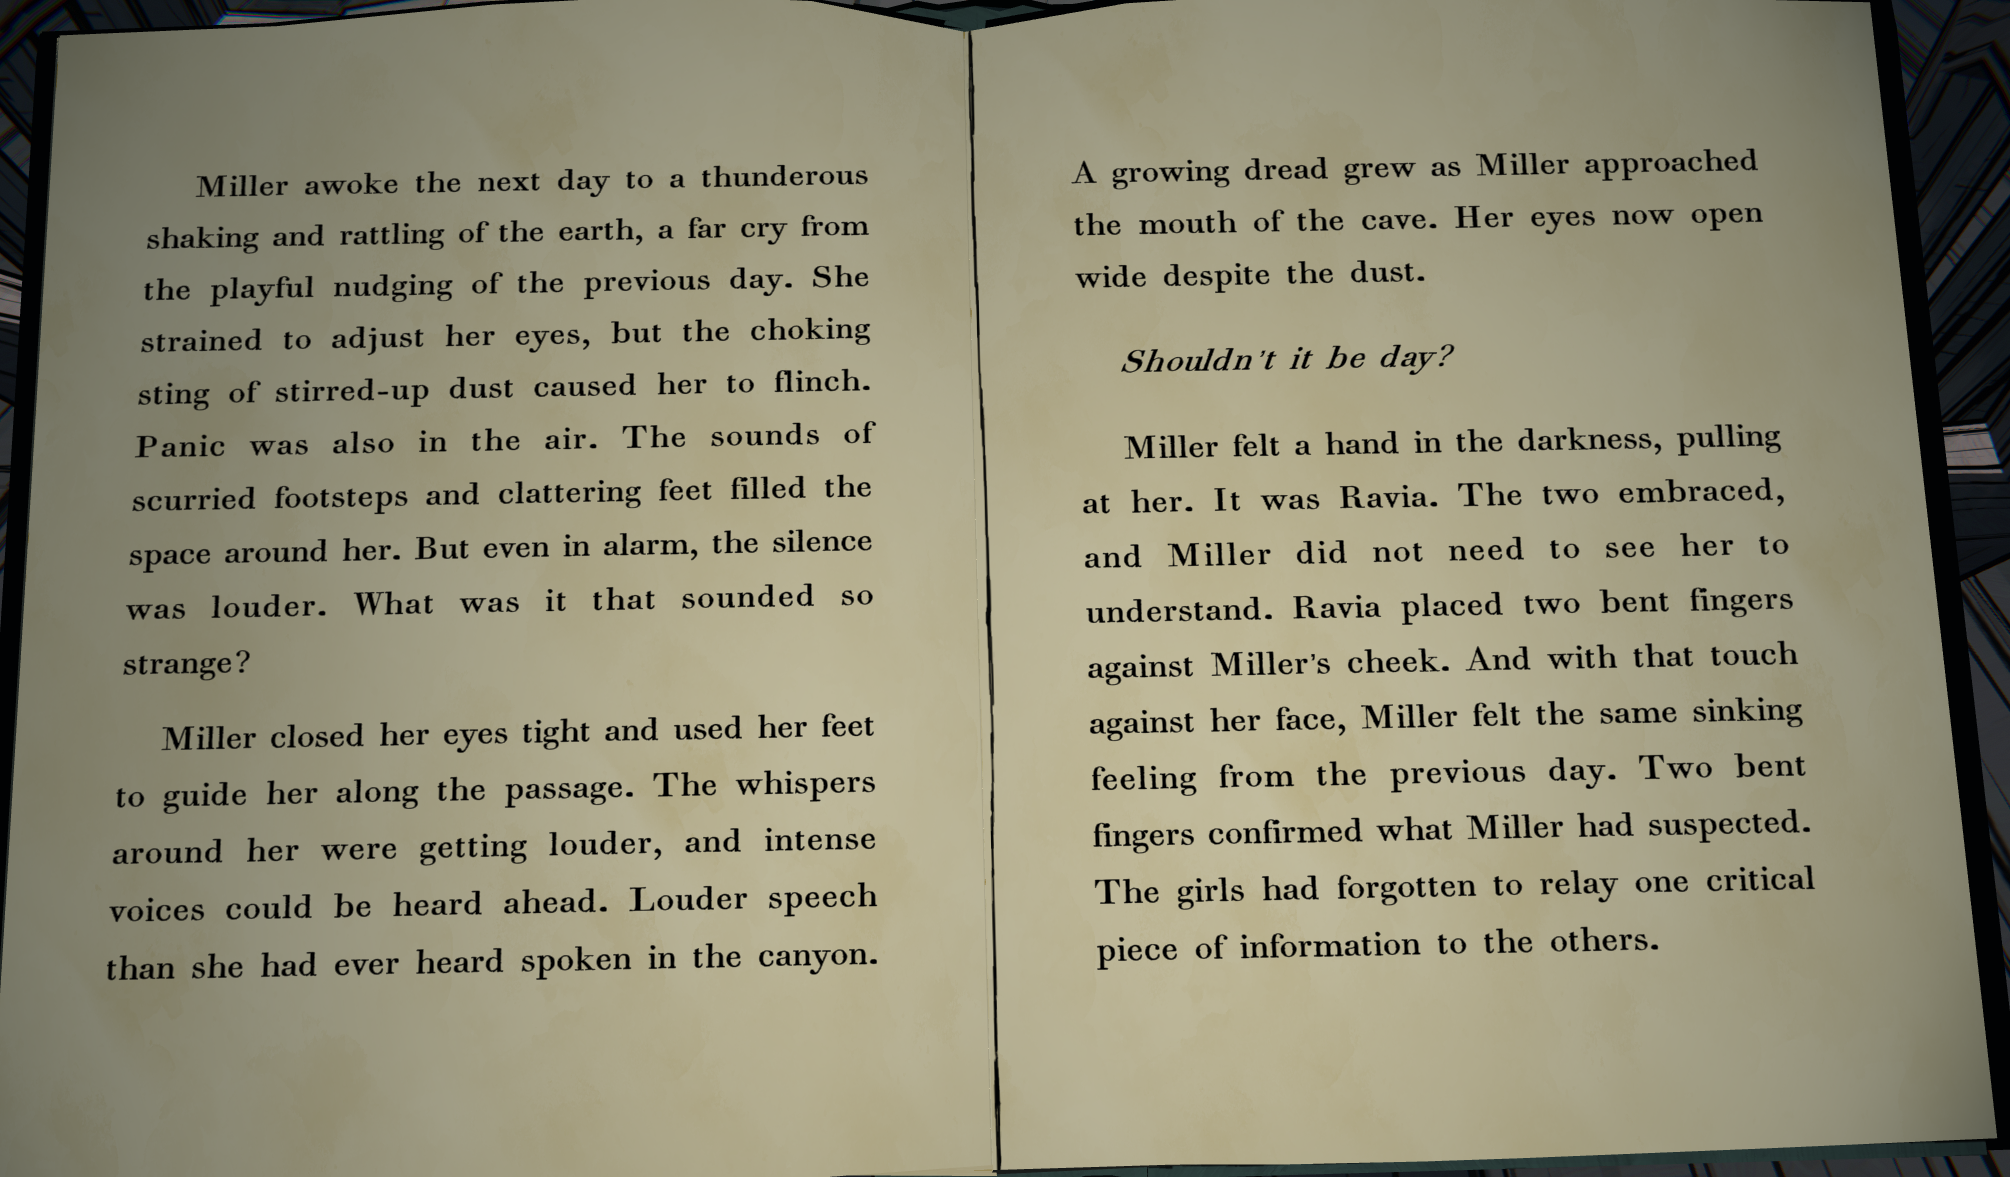 Miller awoke the next day to a thunderous
shaking and rattling of the earth, a far cry from
the playful nudging of the previous day. She
strained to adjust her eyes, but the choking
sting of stirred-up dust caused her to flinch.
Panic was also in the air. The sounds of
scurried footsteps and clattering feet filled the
space around her. But even in alarm, the silence
was louder. What was it that sounded so
strange?
Miller closed her eyes tight and used her feet
to guide her along the passage. The whispers
around her were getting louder, and intense
voices could be heard ahead. Louder speech
than she had ever heard spoken in the canyon.
A growing dread grew as Miller approached
the mouth of the cave. Her eyes now open
wide despite the dust.
Shouldn't it be day?
Miller felt a hand in the darkness, pulling
at her. It was Ravia. The two embraced,
and Miller did not need to see her to
understand. Ravia placed two bent fingers
against Miller's cheek. And with that touch
against her face, Miller felt the same sinking
feeling from the previous day. Two bent
fingers confirmed what Miller had suspected.
The girls had forgotten to relay one critical
piece of information to the others.